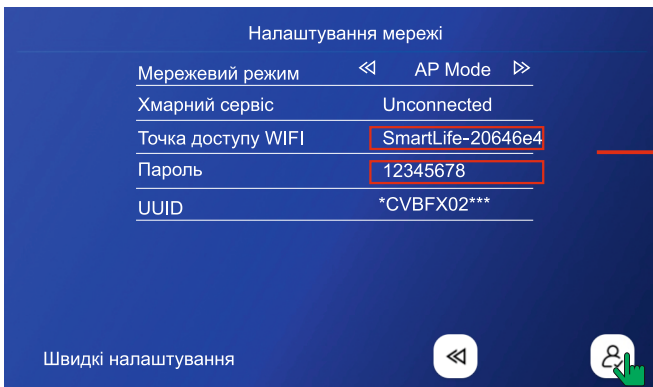 Налаштування мережі
Мережевий режим AP Mode
Хмарний сервіс Unconnected
Точка доступу WIFI SmartLife-20646e4
Пароль 12345678
UUID *CVBFX02***
Швидкі налаштування